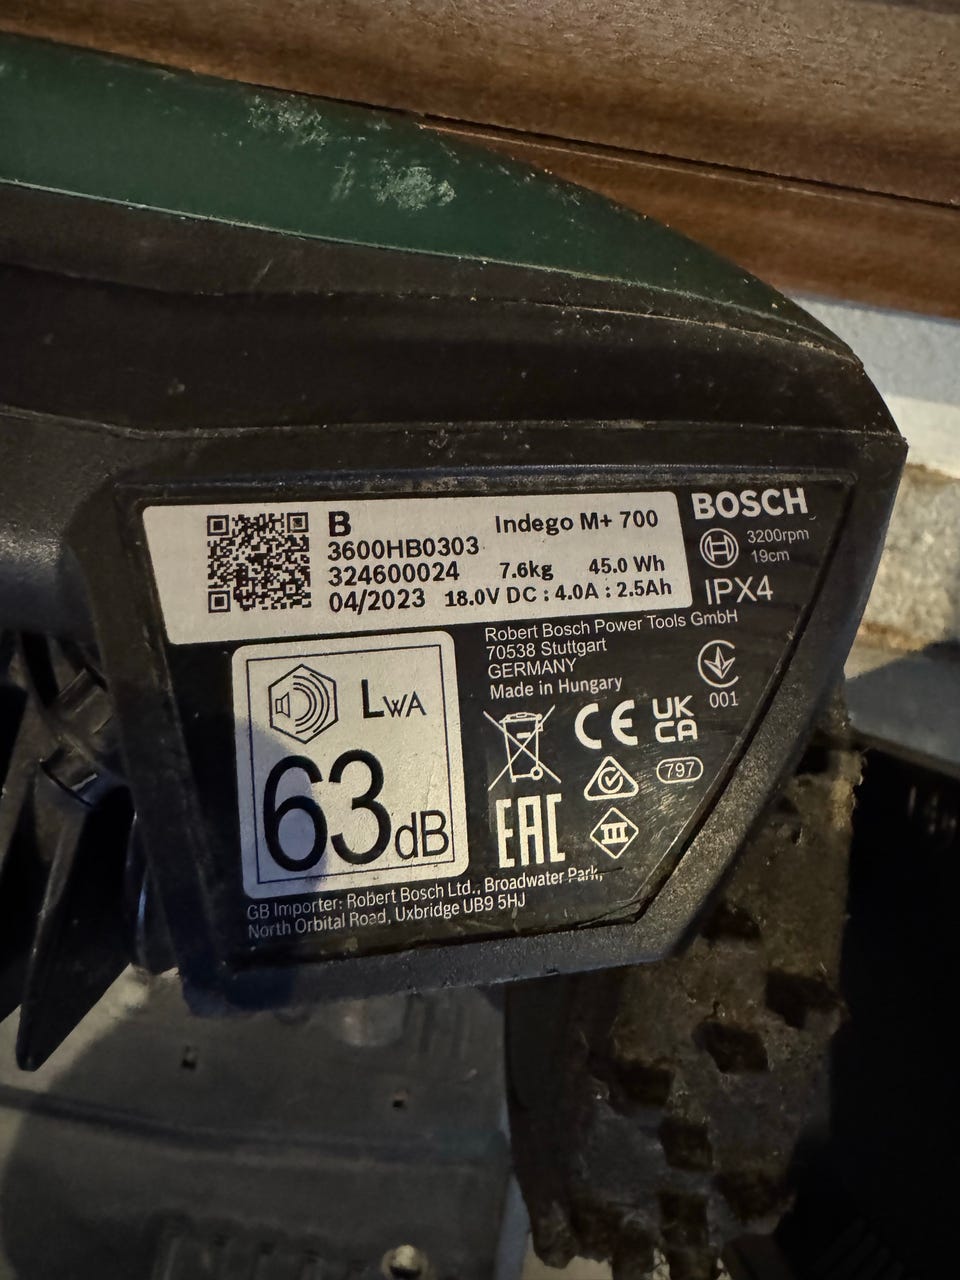 B
Indego M+ 700
3600HB0303
324600024 7.6kg 45.0 Wh
04/2023 18.0V DC : 4.0A : 2.5Ah
BOSCH
3200rpm
19cm
IPX4
Robert Bosch Power Tools GmbH
70538 Stuttgart
GERMANY
Made in Hungary
001
LWA
63dB
CE
UK
CA
797
EAC
III
GB Importer: Robert Bosch Ltd., Broadwater Park,
North Orbital Road, Uxbridge UB9 5HJ